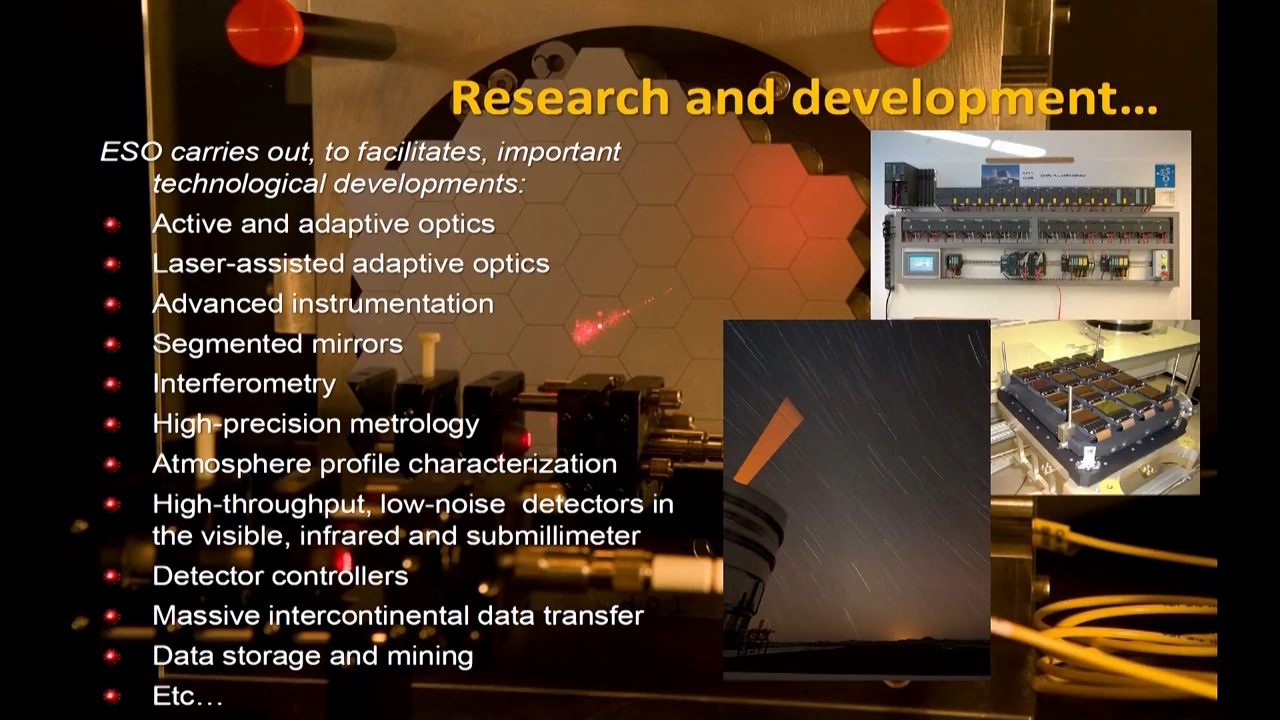 Research and development…
ESO carries out, to facilitates, important
technological developments:
Active and adaptive optics
Laser-assisted adaptive optics
Advanced instrumentation
Segmented mirrors
Interferometry
High-precision metrology
Atmosphere profile characterization
High-throughput, low-noise detectors in
the visible, infrared and submillimeter
Detector controllers
Massive intercontinental data transfer
Data storage and mining
Etc…